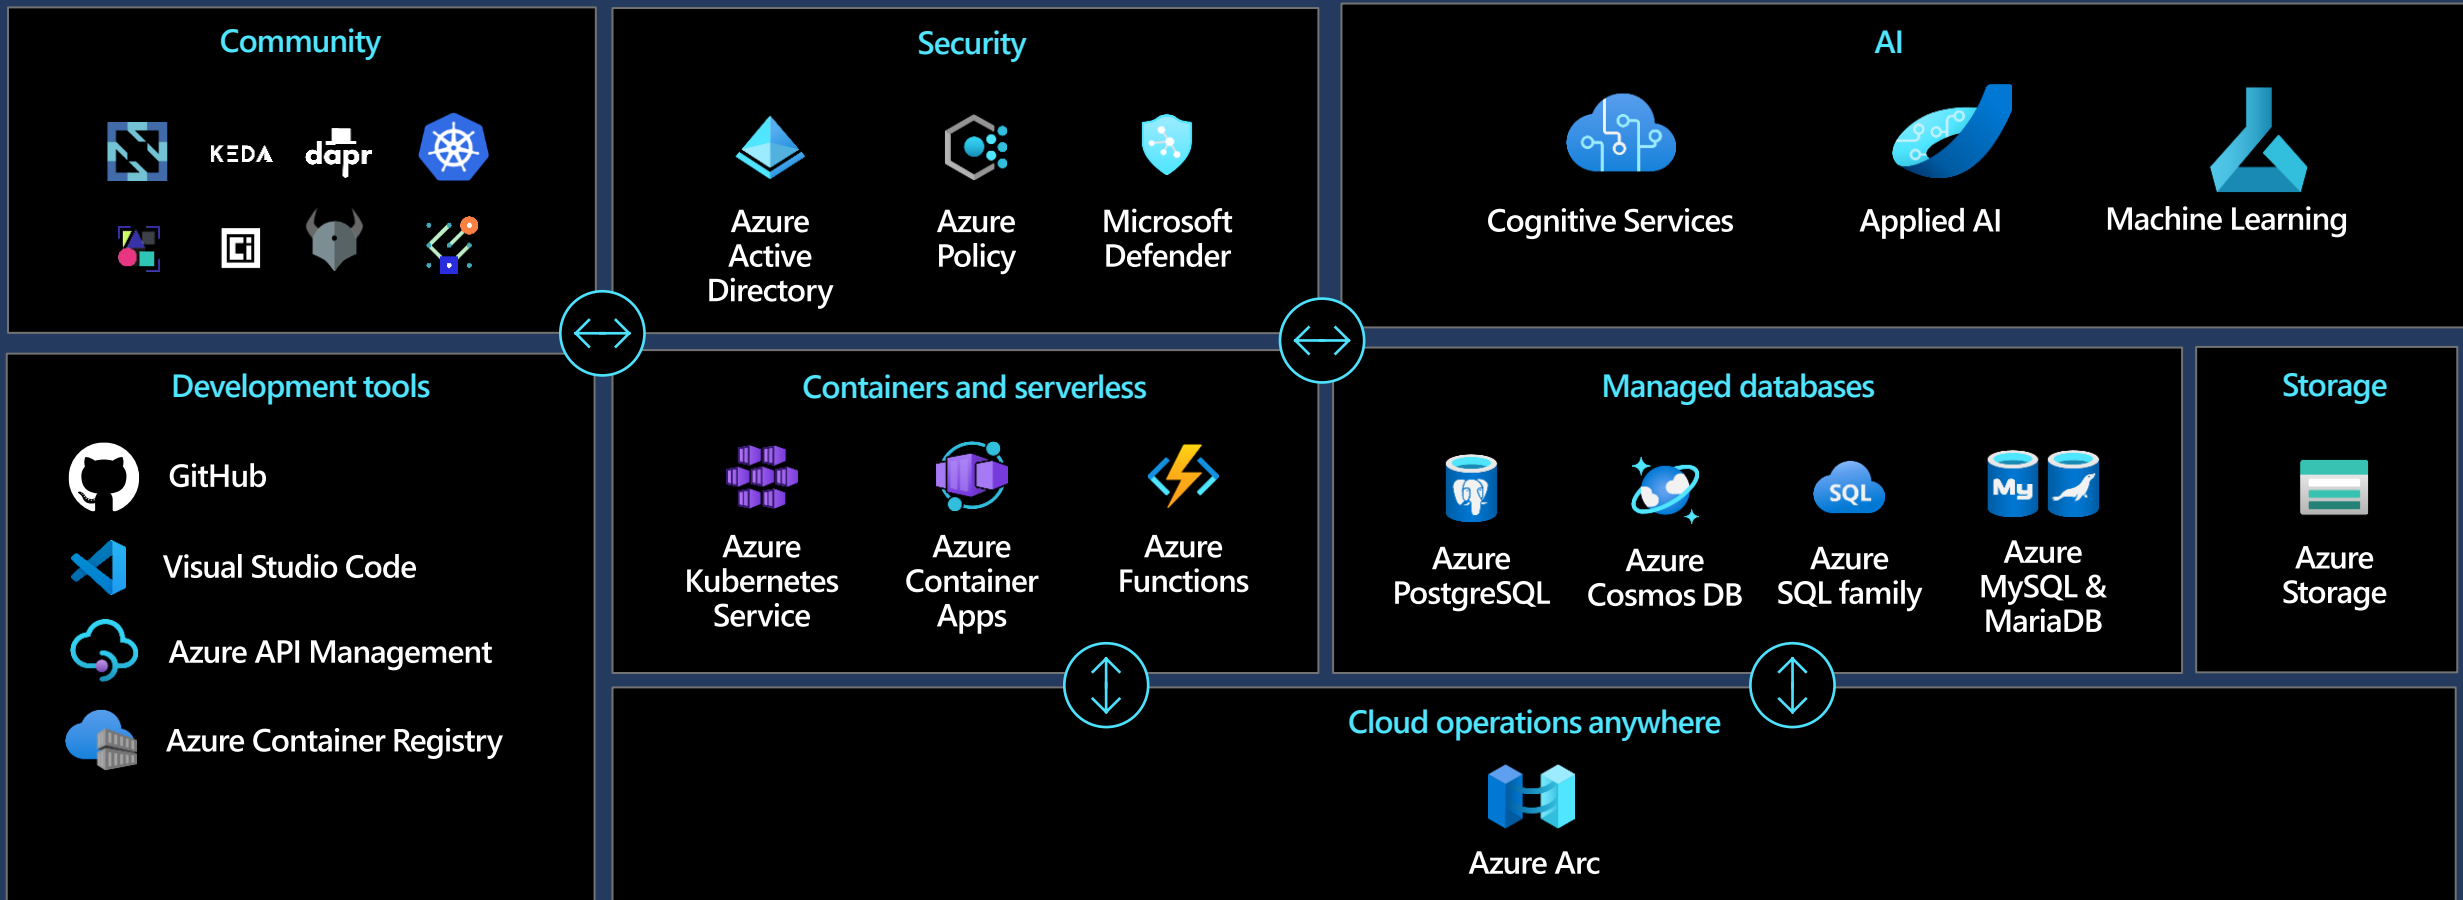 Community
KEDA
dapr
Security
Azure
Active
Directory
Azure
Policy
Microsoft
Defender
AI
Cognitive Services
Applied AI
Machine Learning
Development tools
GitHub
Visual Studio Code
Azure API Management
Azure Container Registry
Containers and serverless
Azure
Kubernetes
Service
Azure
Container
Apps
Azure
Functions
Managed databases
Azure
PostgreSQL
Azure
Cosmos DB
SQL
Azure
SQL family
My
Azure
MySQL &
MariaDB
Storage
Azure
Storage
Cloud operations anywhere
Azure Arc